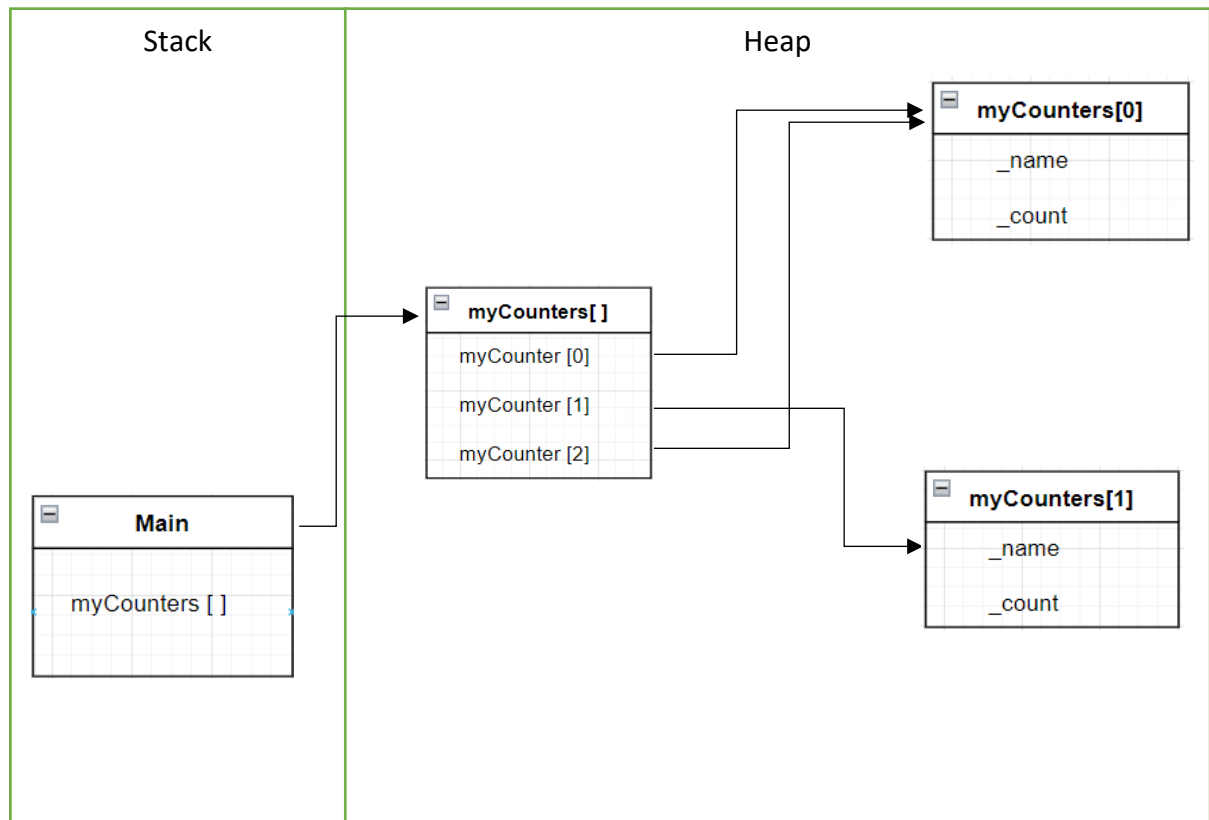 Stack
Heap
myCounters[0]
_name
_count
myCounters[ ]
myCounter [0]
myCounter [1]
myCounter [2]
Main
myCounters [ ]
myCounters[1]
_name
_count